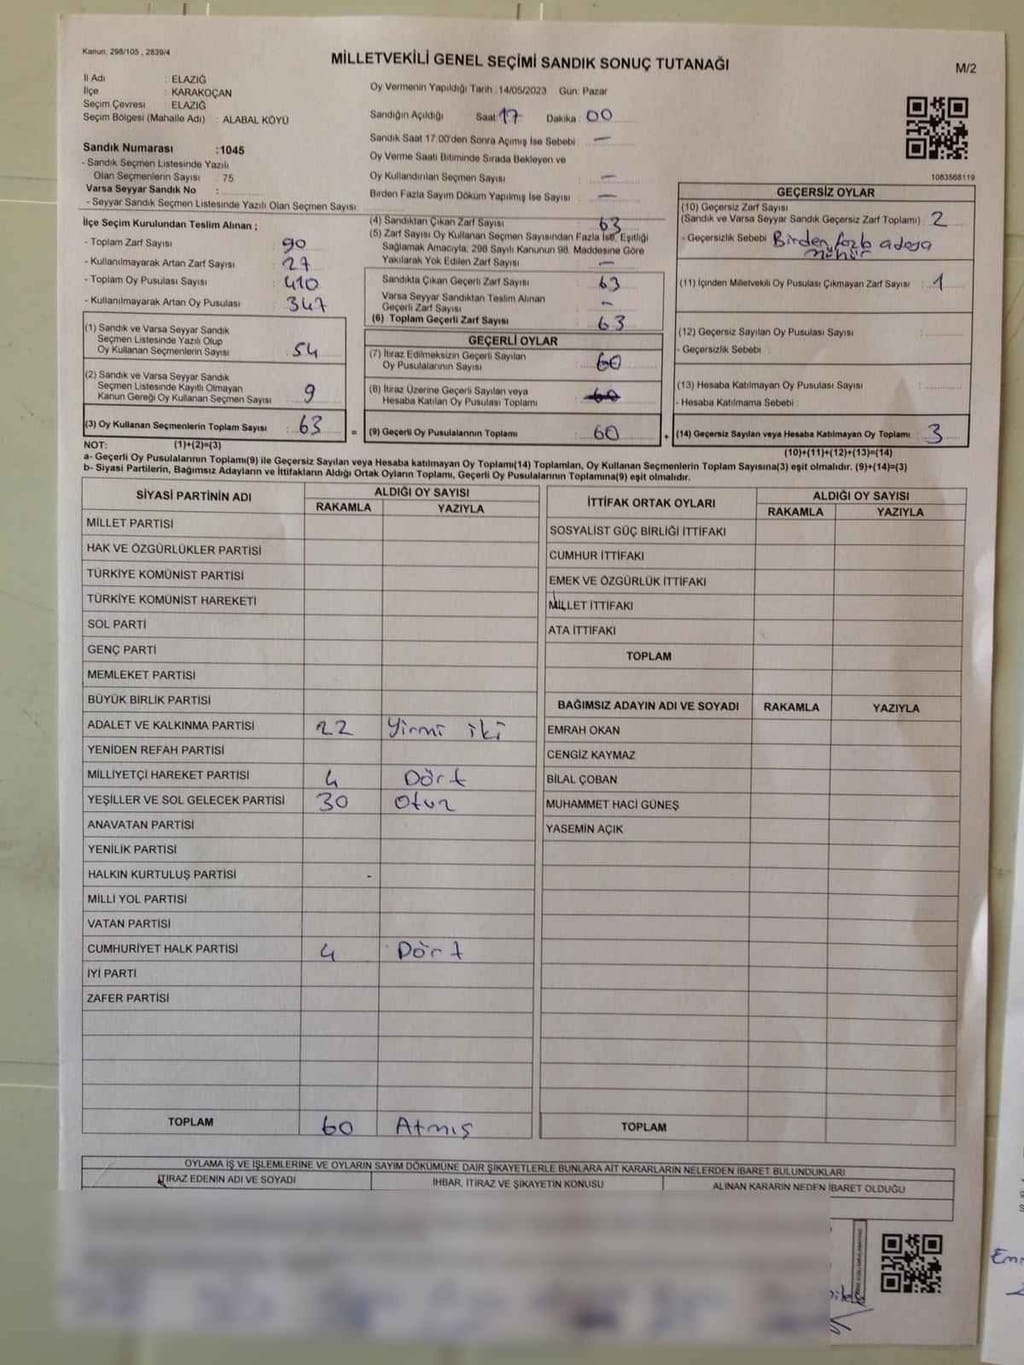 Kanun, 298/105 , 2839/4
MİLLETVEKİLİ GENEL SEÇİMİ SANDIK SONUÇ TUTANAĞI
M/2
İl Adı : ELAZIĞ
İlçe : KARAKOÇAN
Seçim Çevresi : ELAZIĞ
Seçim Bölgesi (Mahalle Adı) : ALABAL KÖYÜ
Sandık Numarası :1045
- Sandık Seçmen Listesinde Yazılı
Olan Seçmenlerin Sayısı : 75
Varsa Seyyar Sandık No :
- Seyyar Sandık Seçmen Listesinde Yazılı Olan Seçmen Sayısı:
Oy Vermenin Yapıldığı Tarih :14/05/2023 Gün: Pazar
Sandığın Açıldığı Saat 17 Dakika 00
Sandık Saat 17.00'den Sonra Açımış İse Sebebi —
Oy Verme Saati Bitiminde Sırada Bekleyen ve
Oy Kullandırılan Seçmen Sayısı —
Birden Fazla Sayım Döküm Yapılmış İse Sayısı —
1083568119
İlçe Seçim Kurulundan Teslim Alınan ;
- Toplam Zarf Sayısı 90
- Kullanılmayarak Artan Zarf Sayısı 27
- Toplam Oy Pusulası Sayısı 410
- Kullanılmayarak Artan Oy Pusulası 347
(1) Sandık ve Varsa Seyyar Sandık
Seçmen Listesinde Yazılı Olup
Oy Kullanan Seçmenlerin Sayısı 54
(2) Sandık ve Varsa Seyyar Sandık
Seçmen Listesinde Kayıtlı Olmayan
Kanun Gereği Oy Kullanan Seçmen Sayısı 9
(3) Oy Kullanan Seçmenlerin Toplam Sayısı 63 =
(4) Sandıktan Çıkan Zarf Sayısı 63
(5) Zarf Sayısı Oy Kullanan Seçmen Sayısından Fazla İse, Eşitliği
Sağlamak Amacıyla, 298 Sayılı Kanunun 98. Maddesine Göre
Yakılarak Yok Edilen Zarf Sayısı —
Sandıkta Çıkan Geçerli Zarf Sayısı 63
Varsa Seyyar Sandıktan Teslim Alınan
Geçerli Zarf Sayısı -
(6) Toplam Geçerli Zarf Sayısı 63
GEÇERLİ OYLAR
(7) İtiraz Edilmeksizin Geçerli Sayılan
Oy Pusulalarının Sayısı 60
(8) İtiraz Üzerine Geçerli Sayılan veya
Hesaba Katılan Oy Pusulası Toplamı 60
(9) Geçerli Oy Pusulalarının Toplamı 60 +
GEÇERSİZ OYLAR
(10) Geçersiz Zarf Sayısı
(Sandık ve Varsa Seyyar Sandık Geçersiz Zarf Toplamı) 2
- Geçersizlik Sebebi Birden fazla adaya
mühür
(11) İçinden Milletvekili Oy Pusulası Çıkmayan Zarf Sayısı 1
(12) Geçersiz Sayılan Oy Pusulası Sayısı
- Geçersizlik Sebebi :
(13) Hesaba Katılmayan Oy Pusulası Sayısı
- Hesaba Katılmama Sebebi :
(14) Geçersiz Sayılan veya Hesaba Katılmayan Oy Toplamı 3
NOT: (1)+(2)=(3)
(10)+(11)+(12)+(13)=(14)
a- Geçerli Oy Pusulalarının Toplamı(9) ile Geçersiz Sayılan veya Hesaba katılmayan Oy Toplamı(14) Toplamları, Oy Kullanan Seçmenlerin Toplam Sayısına(3) eşit olmalıdır. (9)+(14)=(3)
b- Siyasi Partilerin, Bağımsız Adayların ve İttifakların Aldığı Ortak Oyların Toplamı, Geçerli Oy Pusulalarının Toplamına(9) eşit olmalıdır.
SİYASİ PARTİNİN ADI
ALDIĞI OY SAYISI
RAKAMLA YAZIYLA
MİLLET PARTİSİ
HAK VE ÖZGÜRLÜKLER PARTİSİ
TÜRKİYE KOMÜNİST PARTİSİ
TÜRKİYE KOMÜNİST HAREKETİ
SOL PARTİ
GENÇ PARTİ
MEMLEKET PARTİSİ
BÜYÜK BİRLİK PARTİSİ
ADALET VE KALKINMA PARTİSİ 22 Yirmi iki
YENİDEN REFAH PARTİSİ
MİLLİYETÇİ HAREKET PARTİSİ 4 Dört
YEŞİLLER VE SOL GELECEK PARTİSİ 30 Otuz
ANAVATAN PARTİSİ
YENİLİK PARTİSİ
HALKIN KURTULUŞ PARTİSİ -
MİLLİ YOL PARTİSİ
VATAN PARTİSİ
CUMHURİYET HALK PARTİSİ 4 Dört
İYİ PARTİ
ZAFER PARTİSİ
TOPLAM 60 Atmış
İTTİFAK ORTAK OYLARI
ALDIĞI OY SAYISI
RAKAMLA YAZIYLA
SOSYALİST GÜÇ BİRLİĞİ İTTİFAKI
CUMHUR İTTİFAKI
EMEK VE ÖZGÜRLÜK İTTİFAKI
MİLLET İTTİFAKI
ATA İTTİFAKI
TOPLAM
BAĞIMSIZ ADAYIN ADI VE SOYADI RAKAMLA YAZIYLA
EMRAH OKAN
CENGİZ KAYMAZ
BİLAL ÇOBAN
MUHAMMET HACİ GÜNEŞ
YASEMİN AÇIK
TOPLAM
OYLAMA İŞ VE İŞLEMLERİNE VE OYLARIN SAYIM DÖKÜMÜNE DAİR ŞİKAYETLERLE BUNLARA AİT KARARLARIN NELERDEN İBARET BULUNDUKLARI
İTİRAZ EDENİN ADI VE SOYADI İHBAR, İTİRAZ VE ŞİKAYETİN KONUSU ALINAN KARARIN NEDEN İBARET OLDUĞU